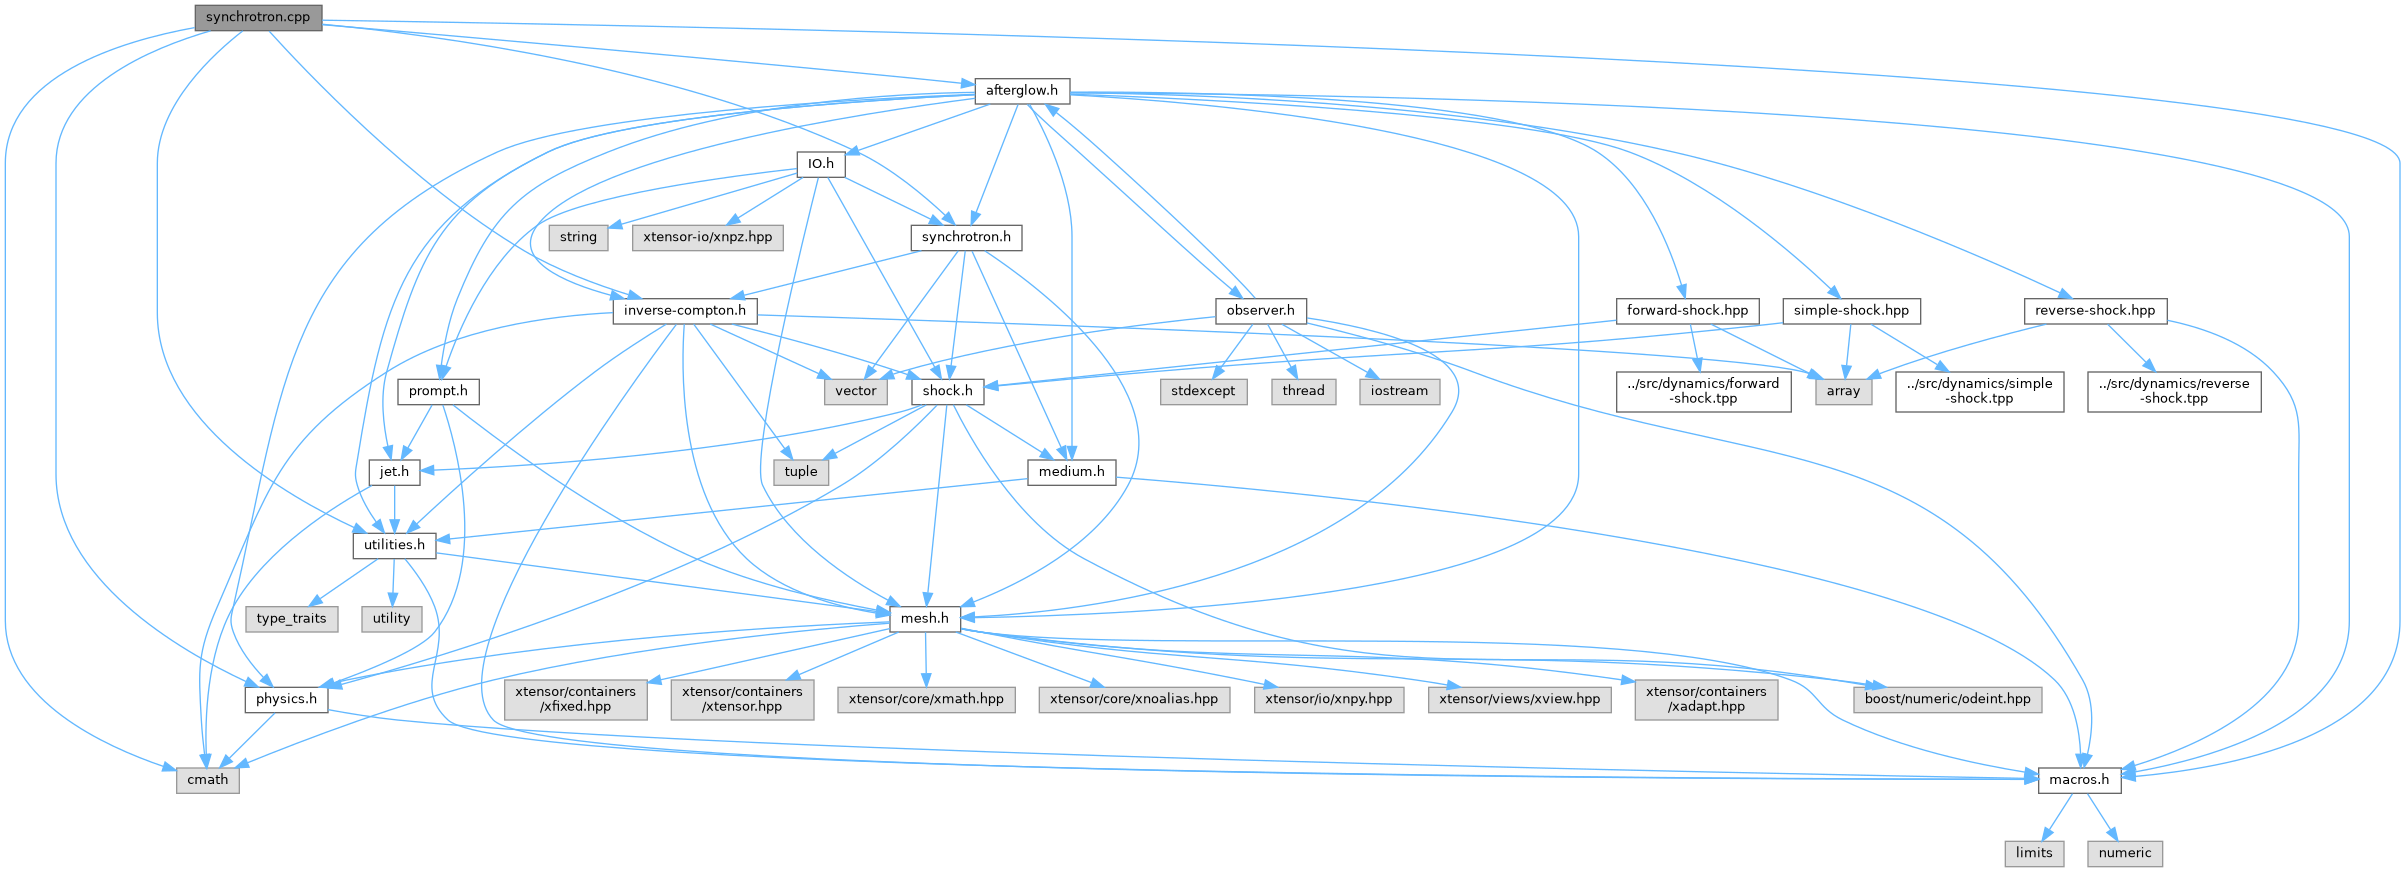 synchrotron.cpp
afterglow.h
IO.h
string
xtensor-io/xnpz.hpp
synchrotron.h
inverse-compton.h
observer.h
forward-shock.hpp
simple-shock.hpp
reverse-shock.hpp
prompt.h
vector
shock.h
stdexcept
thread
iostream
../src/dynamics/forward
-shock.tpp
array
../src/dynamics/simple
-shock.tpp
../src/dynamics/reverse
-shock.tpp
jet.h
tuple
medium.h
utilities.h
type_traits
utility
mesh.h
physics.h
xtensor/containers
/xfixed.hpp
xtensor/containers
/xtensor.hpp
xtensor/core/xmath.hpp
xtensor/core/xnoalias.hpp
xtensor/io/xnpy.hpp
xtensor/views/xview.hpp
xtensor/containers
/xadapt.hpp
boost/numeric/odeint.hpp
cmath
macros.h
limits
numeric